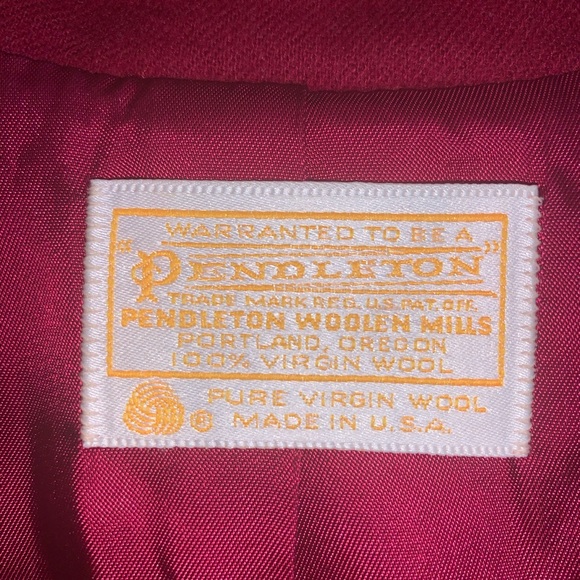 WARRANTED TO BE A
"PENDLETON"
TRADE MARK REG. U.S. PAT. OFF.
PENDLETON WOOLEN MILLS
PORTLAND, OREGON
100% VIRGIN WOOL
® PURE VIRGIN WOOL
MADE IN U.S.A.